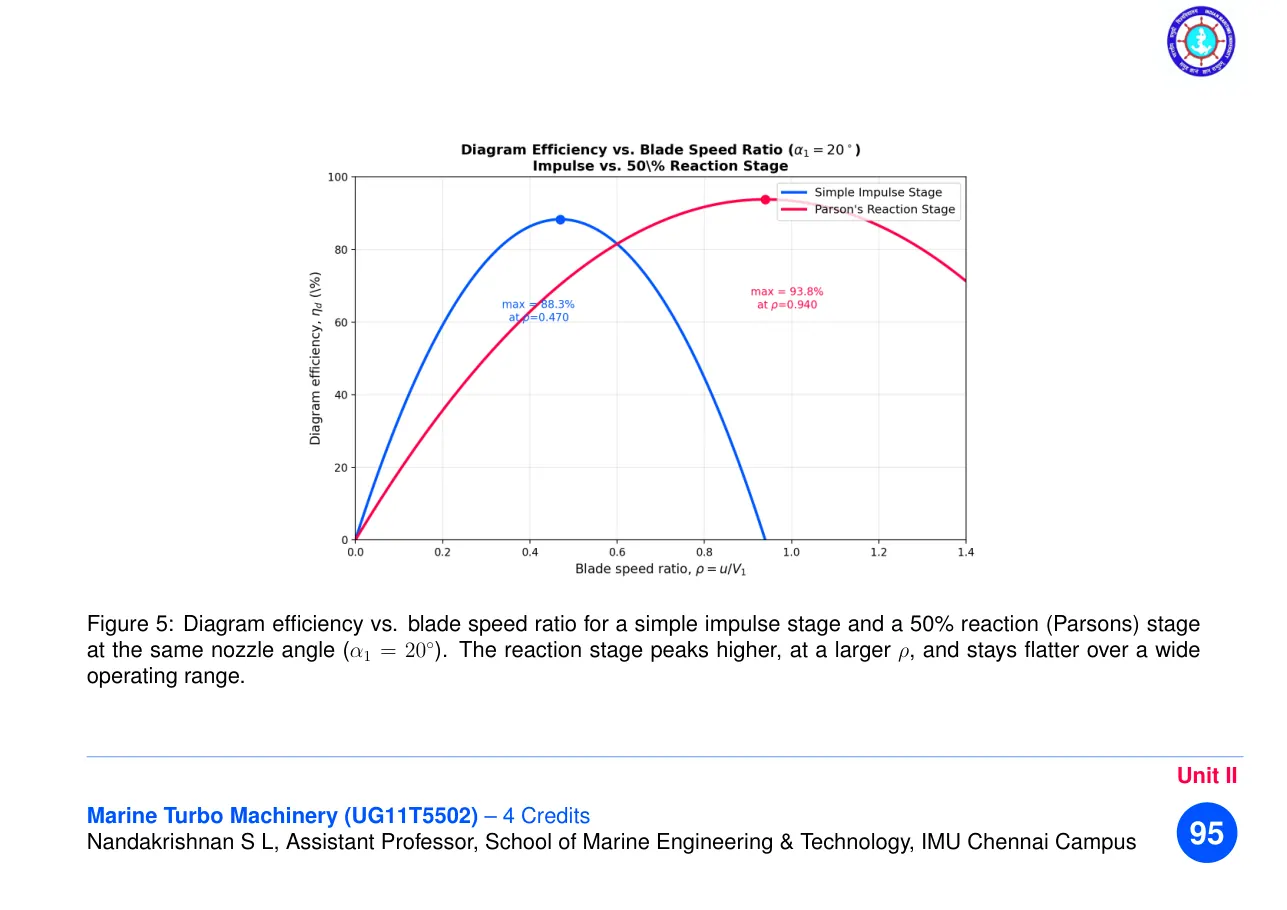 Diagram Efficiency vs. Blade Speed Ratio (α₁ = 20°)
Impulse vs. 50\% Reaction Stage
Simple Impulse Stage
Parson's Reaction Stage
100
80
60
40
20
0
Diagram efficiency, η_d (\%)
max = 88.3%
at ρ=0.470
max = 93.8%
at ρ=0.940
0.0 0.2 0.4 0.6 0.8 1.0 1.2 1.4
Blade speed ratio, ρ = u/V₁
Figure 5: Diagram efficiency vs. blade speed ratio for a simple impulse stage and a 50% reaction (Parsons) stage
at the same nozzle angle (α₁ = 20°). The reaction stage peaks higher, at a larger ρ, and stays flatter over a wide
operating range.
Unit II
Marine Turbo Machinery (UG11T5502) – 4 Credits
Nandakrishnan S L, Assistant Professor, School of Marine Engineering & Technology, IMU Chennai Campus
95